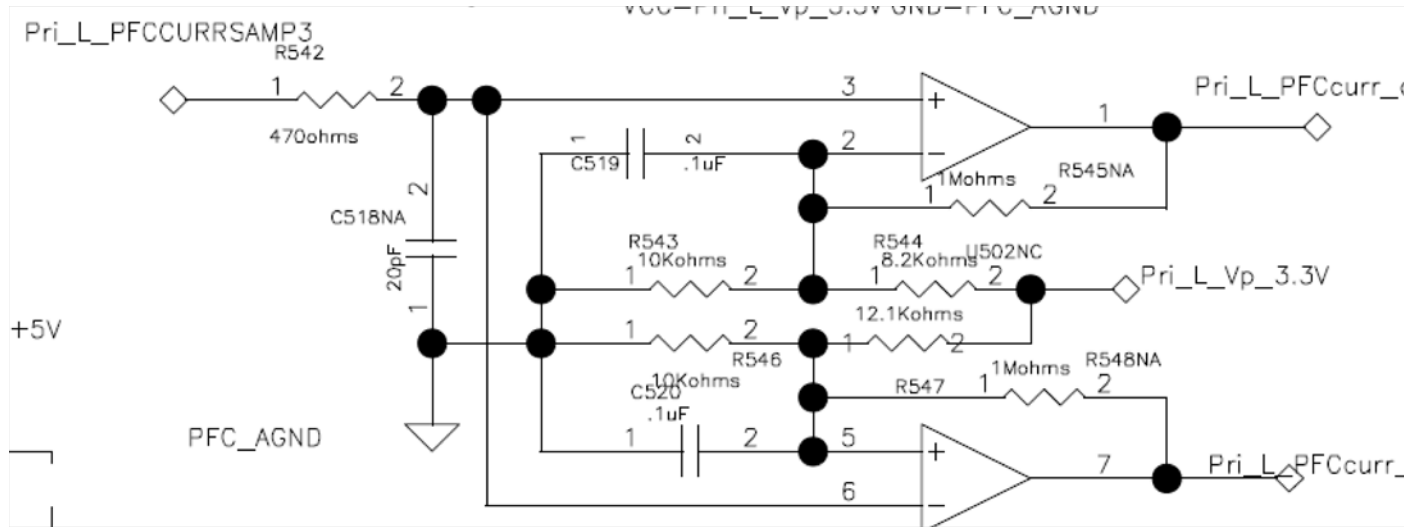 VCC-Pri_L_Vp_3.3V GND-PFC_AGND
Pri_L_PFCCURRSAMP3
R542
1 2
470ohms
3
+
1
Pri_L_PFCcurr_
1
C519
2
.1uF
2
-
1
1Mohms
2
R545NA
2
C518NA
20pF
1
R543
10Kohms
1 2
R544
8.2Kohms
1 2
U502NC
Pri_L_Vp_3.3V
+5V
1 2
R546
10Kohms
12.1Kohms
1 2
R547
1Mohms
1 2
R548NA
C520
.1uF
1 2
5
+
PFC_AGND
6
-
7
Pri_L_PFCcurr_